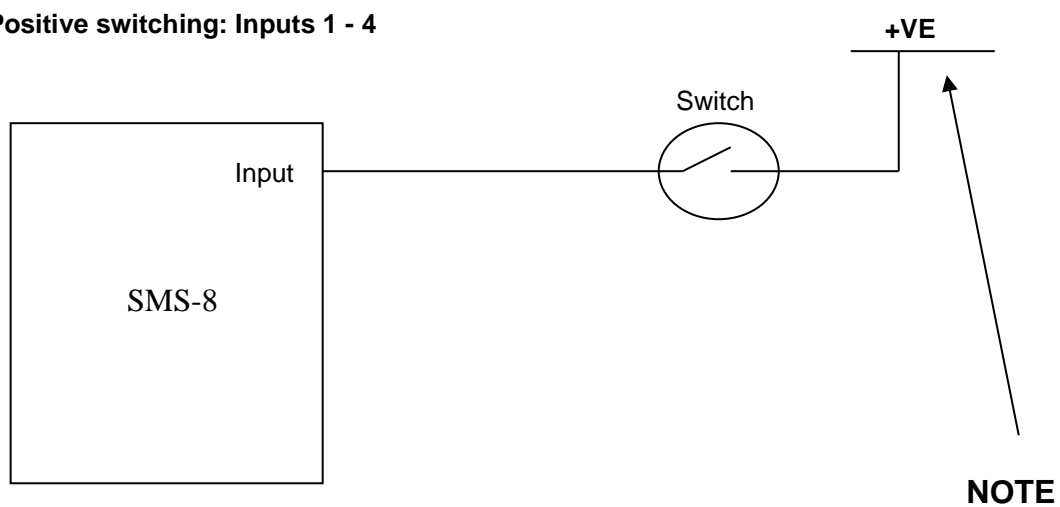 Positive switching: Inputs 1 - 4
+VE
Switch
Input
SMS-8
NOTE